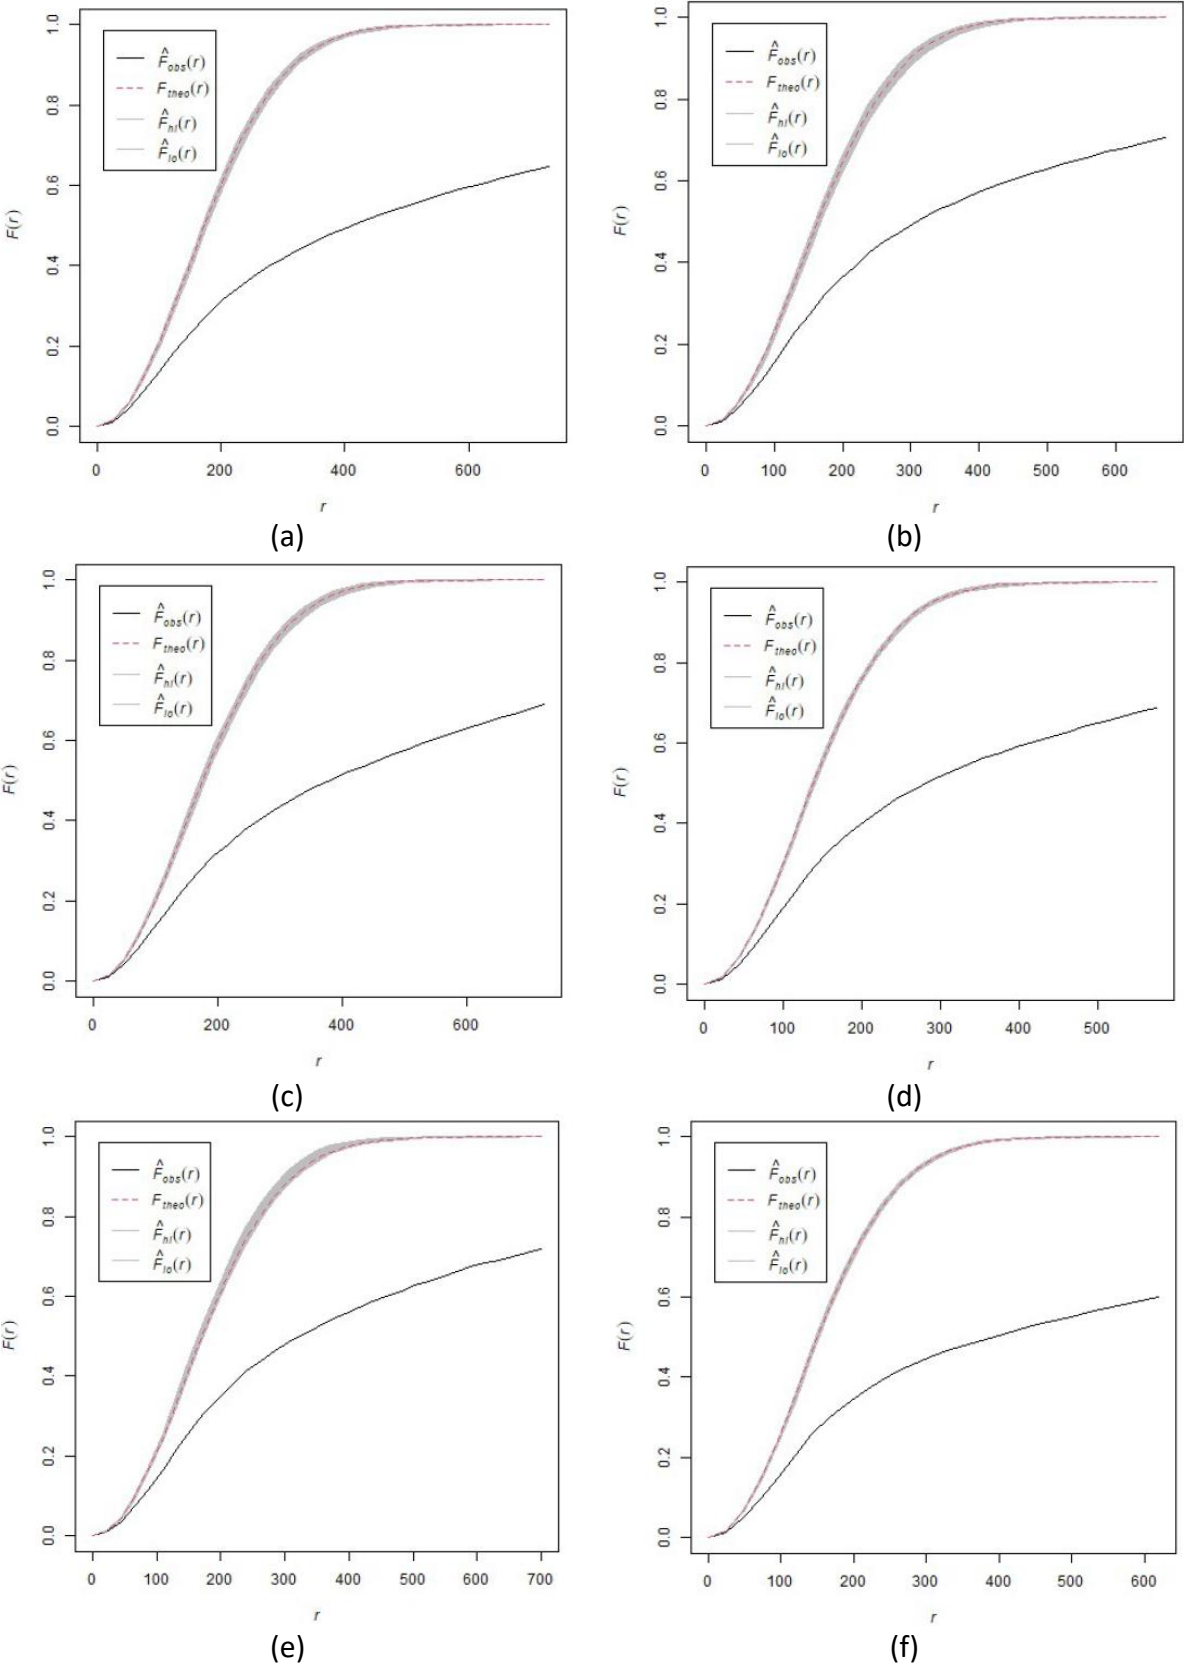 F̂obs(r)
Ftheo(r)
F̂hi(r)
F̂lo(r)
F(r)
0.0 0.2 0.4 0.6 0.8 1.0
0 200 400 600
r
(a)
F̂obs(r)
Ftheo(r)
F̂hi(r)
F̂lo(r)
F(r)
0.0 0.2 0.4 0.6 0.8 1.0
0 100 200 300 400 500 600
r
(b)
F̂obs(r)
Ftheo(r)
F̂hi(r)
F̂lo(r)
F(r)
0.0 0.2 0.4 0.6 0.8 1.0
0 200 400 600
r
(c)
F̂obs(r)
Ftheo(r)
F̂hi(r)
F̂lo(r)
F(r)
0.0 0.2 0.4 0.6 0.8 1.0
0 100 200 300 400 500
r
(d)
F̂obs(r)
Ftheo(r)
F̂hi(r)
F̂lo(r)
F(r)
0.0 0.2 0.4 0.6 0.8 1.0
0 100 200 300 400 500 600 700
r
(e)
F̂obs(r)
Ftheo(r)
F̂hi(r)
F̂lo(r)
F(r)
0.0 0.2 0.4 0.6 0.8 1.0
0 100 200 300 400 500 600
r
(f)